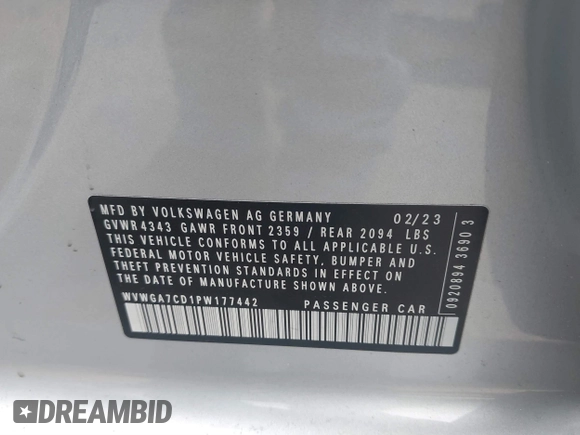 MFD BY VOLKSWAGEN AG GERMANY 02/23
GVWR 4343 GAWR FRONT 2359 / REAR 2094 LBS
THIS VEHICLE CONFORMS TO ALL APPLICABLE U.S.
FEDERAL MOTOR VEHICLE SAFETY, BUMPER AND
THEFT PREVENTION STANDARDS IN EFFECT ON
THE DATE OF MANUFACTURE SHOWN ABOVE.
WVWGA7CD1PW177442 PASSENGER CAR
0920894 3690 3
DREAMBID